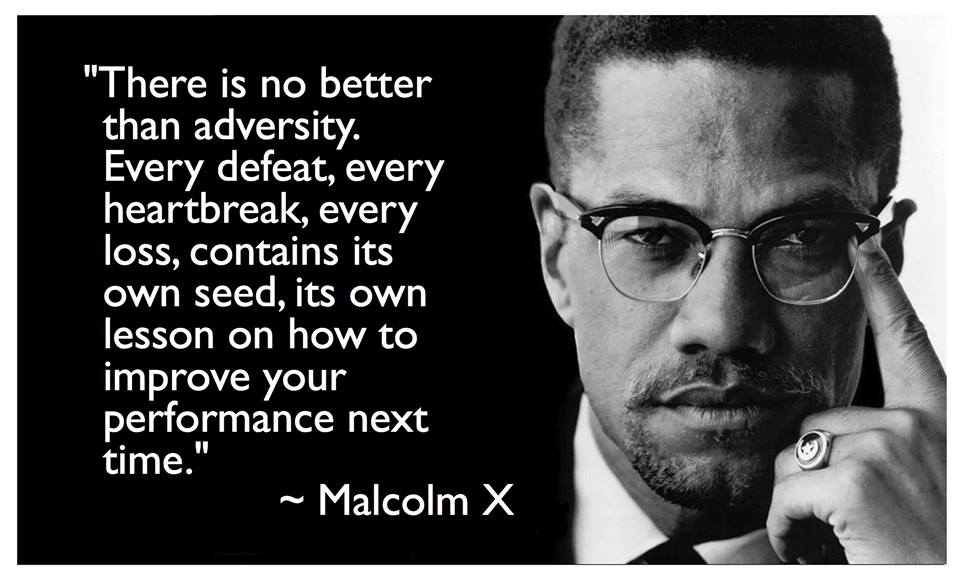 "There is no better
than adversity.
Every defeat, every
heartbreak, every
loss, contains its
own seed, its own
lesson on how to
improve your
performance next
time."
~ Malcolm X